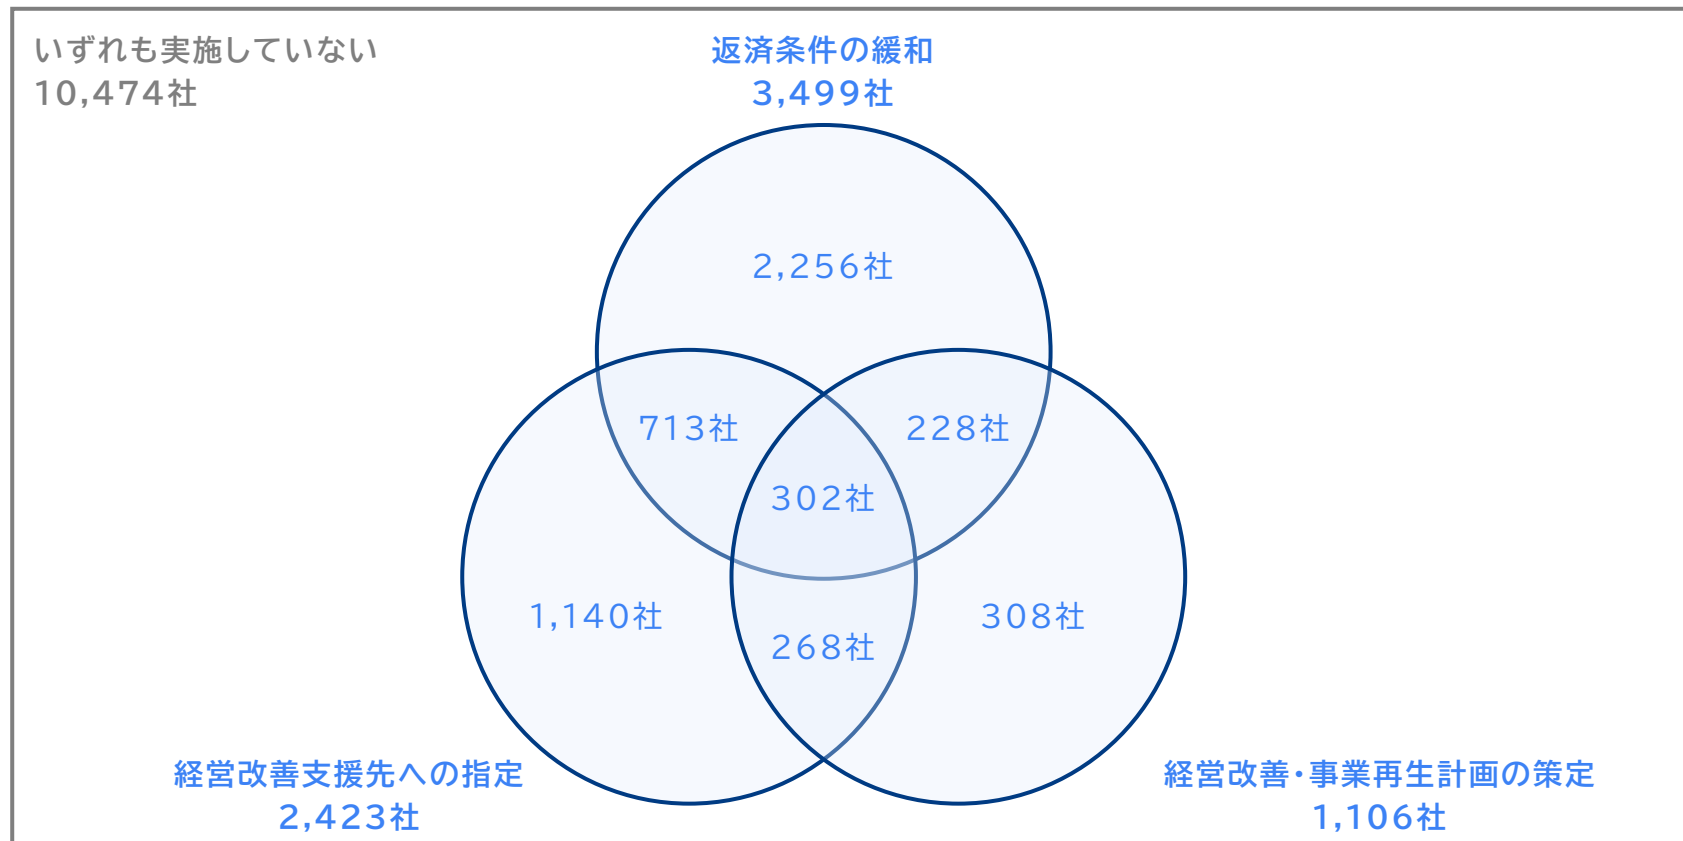 いずれも実施していない
10,474社
返済条件の緩和
3,499社
2,256社
713社
228社
302社
1,140社
268社
308社
経営改善支援先への指定
2,423社
経営改善・事業再生計画の策定
1,106社